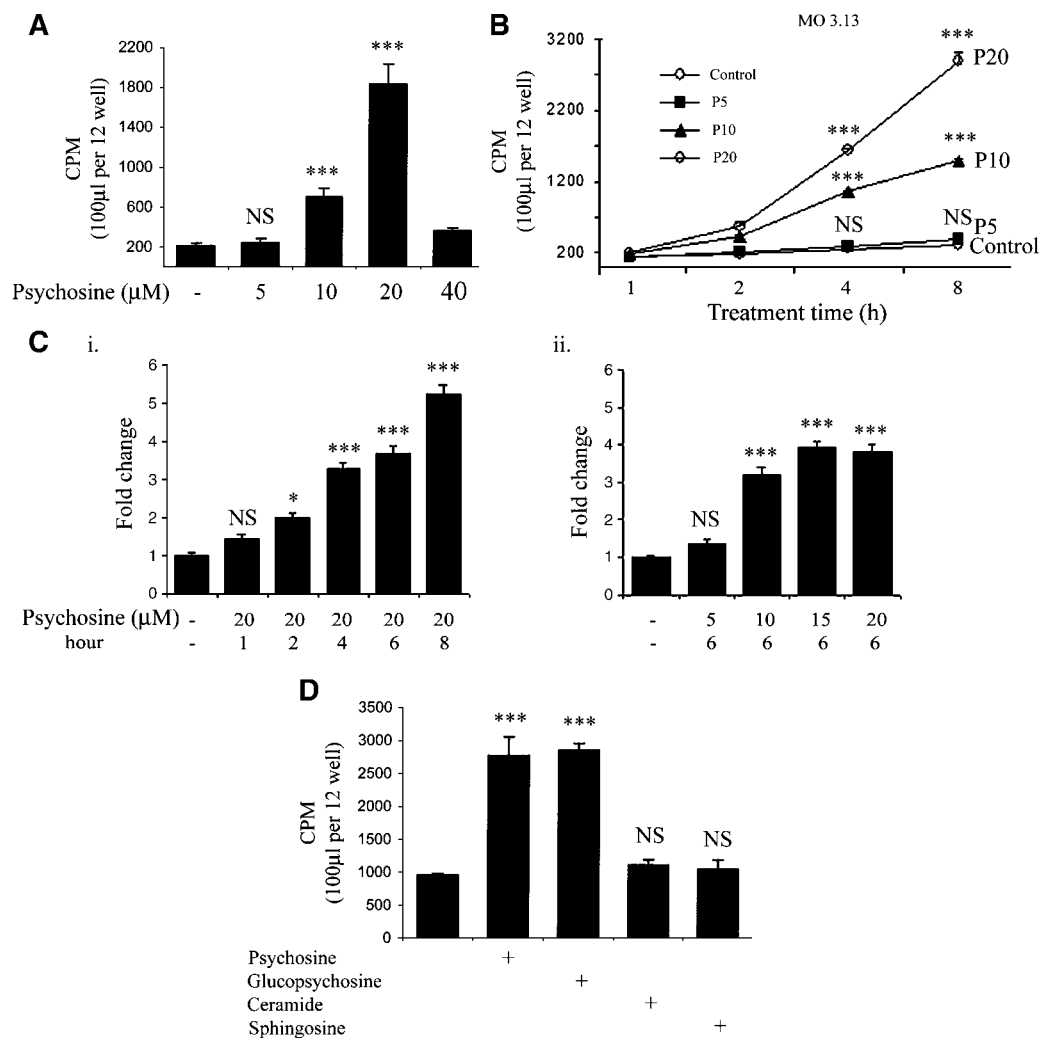 A
CPM
(100µl per 12 well)
2200
1800
1400
1000
600
200
NS
***
***
Psychosine (µM) - 5 10 20 40
B
MO 3.13
CPM
(100µl per 12 well)
3200
2200
1200
200
Control
P5
P10
P20
***
P20
***
***
P10
***
NS
NS
P5
Control
1 2 4 8
Treatment time (h)
C
i.
Fold change
6
5
4
3
2
1
0
NS
*
***
***
***
Psychosine (µM) - 20 20 20 20 20
hour - 1 2 4 6 8
ii.
Fold change
6
5
4
3
2
1
0
NS
***
***
***
- 5 10 15 20
- 6 6 6 6
D
CPM
(100µl per 12 well)
3500
3000
2500
2000
1500
1000
500
0
***
***
NS
NS
Psychosine +
Glucopsychosine +
Ceramide +
Sphingosine +